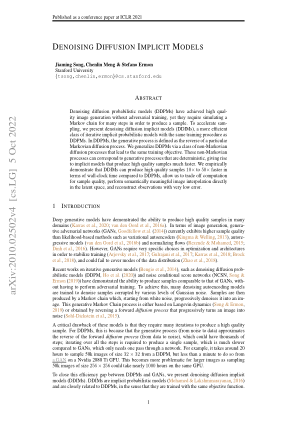 Published as a conference paper at ICLR 2021
DENOISING DIFFUSION IMPLICIT MODELS
Jiaming Song, Chenlin Meng & Stefano Ermon
Stanford University
{tsong,chenlin,ermon}@cs.stanford.edu
ABSTRACT
Denoising diffusion probabilistic models (DDPMs) have achieved high qual-
ity image generation without adversarial training, yet they require simulating a
Markov chain for many steps in order to produce a sample. To accelerate sam-
pling, we present denoising diffusion implicit models (DDIMs), a more efficient
class of iterative implicit probabilistic models with the same training procedure as
DDPMs. In DDPMs, the generative process is defined as the reverse of a particular
Markovian diffusion process. We generalize DDPMs via a class of non-Markovian
diffusion processes that lead to the same training objective. These non-Markovian
processes can correspond to generative processes that are deterministic, giving rise
to implicit models that produce high quality samples much faster. We empirically
demonstrate that DDIMs can produce high quality samples 10× to 50× faster in
terms of wall-clock time compared to DDPMs, allow us to trade off computation
for sample quality, perform semantically meaningful image interpolation directly
in the latent space, and reconstruct observations with very low error.
1 INTRODUCTION
Deep generative models have demonstrated the ability to produce high quality samples in many
domains (Karras et al., 2020; van den Oord et al., 2016a). In terms of image generation, genera-
tive adversarial networks (GANs, Goodfellow et al. (2014)) currently exhibits higher sample quality
than likelihood-based methods such as variational autoencoders (Kingma & Welling, 2013), autore-
gressive models (van den Oord et al., 2016b) and normalizing flows (Rezende & Mohamed, 2015;
Dinh et al., 2016). However, GANs require very specific choices in optimization and architectures
in order to stabilize training (Arjovsky et al., 2017; Gulrajani et al., 2017; Karras et al., 2018; Brock
et al., 2018), and could fail to cover modes of the data distribution (Zhao et al., 2018).
Recent works on iterative generative models (Bengio et al., 2014), such as denoising diffusion prob-
abilistic models (DDPM, Ho et al. (2020)) and noise conditional score networks (NCSN, Song &
Ermon (2019)) have demonstrated the ability to produce samples comparable to that of GANs, with-
out having to perform adversarial training. To achieve this, many denoising autoencoding models
are trained to denoise samples corrupted by various levels of Gaussian noise. Samples are then
produced by a Markov chain which, starting from white noise, progressively denoises it into an im-
age. This generative Markov Chain process is either based on Langevin dynamics (Song & Ermon,
2019) or obtained by reversing a forward diffusion process that progressively turns an image into
noise (Sohl-Dickstein et al., 2015).
A critical drawback of these models is that they require many iterations to produce a high quality
sample. For DDPMs, this is because that the generative process (from noise to data) approximates
the reverse of the forward diffusion process (from data to noise), which could have thousands of
steps; iterating over all the steps is required to produce a single sample, which is much slower
compared to GANs, which only needs one pass through a network. For example, it takes around 20
hours to sample 50k images of size 32 × 32 from a DDPM, but less than a minute to do so from
a GAN on a Nvidia 2080 Ti GPU. This becomes more problematic for larger images as sampling
50k images of size 256 × 256 could take nearly 1000 hours on the same GPU.
To close this efficiency gap between DDPMs and GANs, we present denoising diffusion implicit
models (DDIMs). DDIMs are implicit probabilistic models (Mohamed & Lakshminarayanan, 2016)
and are closely related to DDPMs, in the sense that they are trained with the same objective function.
1
arXiv:2010.02502v4 [cs.LG] 5 Oct 2022